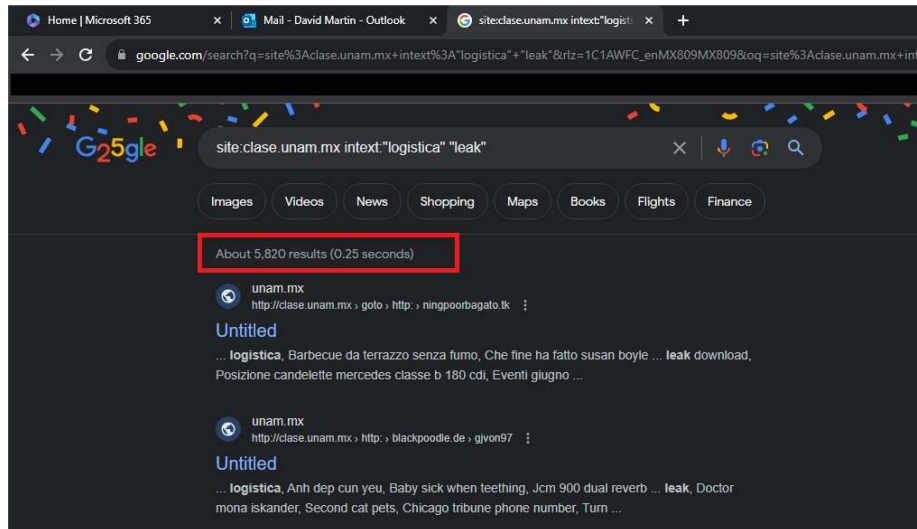 Home | Microsoft 365
Mail - David Martin - Outlook
site:clase.unam.mx intext:"logisti
google.com/search?q=site%3Aclase.unam.mx+intext%3A"logistica"+"leak"&rlz=1C1AWFC_enMX809MX809&oq=site%3Aclase.unam.mx+int
G25gle
site:clase.unam.mx intext:"logistica" "leak"
Images Videos News Shopping Maps Books Flights Finance
About 5,820 results (0.25 seconds)
unam.mx
http://clase.unam.mx › goto › http: › ningpoorbagato.tk
Untitled
... logistica, Barbecue da terrazzo senza fumo, Che fine ha fatto susan boyle ... leak download,
Posizione candelette mercedes classe b 180 cdi, Eventi giugno ...
unam.mx
http://clase.unam.mx › http: › blackpoodle.de › gjvon97
Untitled
... logistica, Anh dep cun yeu, Baby sick when teething, Jcm 900 dual reverb ... leak, Doctor
mona iskander, Second cat pets, Chicago tribune phone number, Turn ...